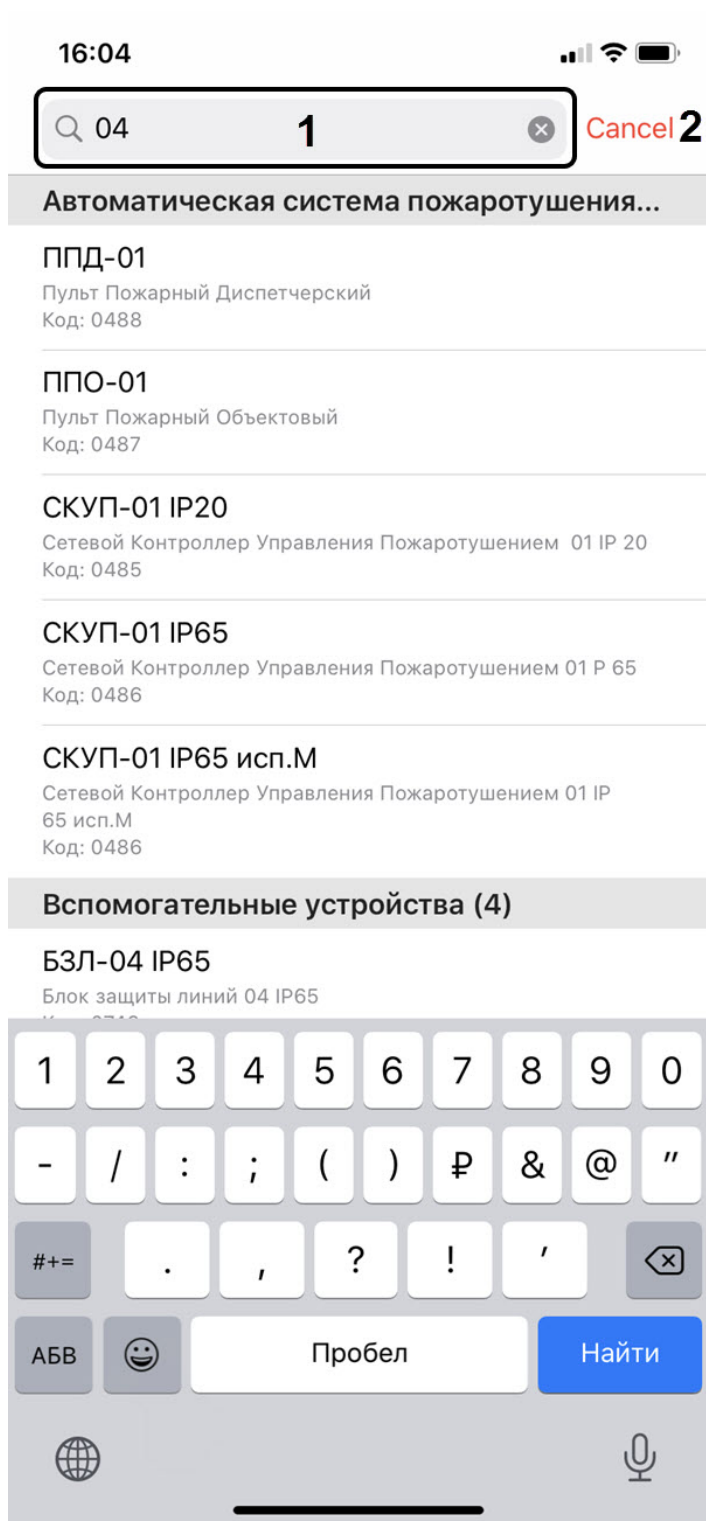 16:04
04 1 Cancel 2
Автоматическая система пожаротушения...
ППД-01
Пульт Пожарный Диспетчерский
Код: 0488
ППО-01
Пульт Пожарный Объектовый
Код: 0487
СКУП-01 IP20
Сетевой Контроллер Управления Пожаротушением 01 IP 20
Код: 0485
СКУП-01 IP65
Сетевой Контроллер Управления Пожаротушением 01 P 65
Код: 0486
СКУП-01 IP65 исп.М
Сетевой Контроллер Управления Пожаротушением 01 IP
65 исп.М
Код: 0486
Вспомогательные устройства (4)
БЗЛ-04 IP65
Блок защиты линий 04 IP65
1 2 3 4 5 6 7 8 9 0
- / : ; ( ) ₽ & @ "
#+= . , ? ! '
АБВ Пробел Найти